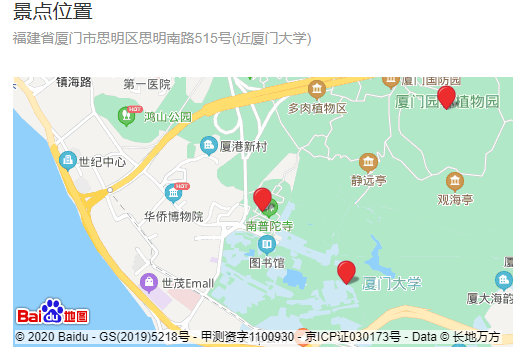 景点位置
福建省厦门市思明区思明南路515号(近厦门大学)
镇海路
第一医院
厦门国防园
HOT
鸿山公园
多肉植物区
植物园
厦港新村
世纪中心
静远亭
HOT
观海亭
华侨博物院
南普陀寺
图书馆
世茂Emall
厦门大学
厦大海韵
Baidu地图
© 2020 Baidu - GS(2019)5218号 - 甲测资字1100930 - 京ICP证030173号 - Data © 长地万方